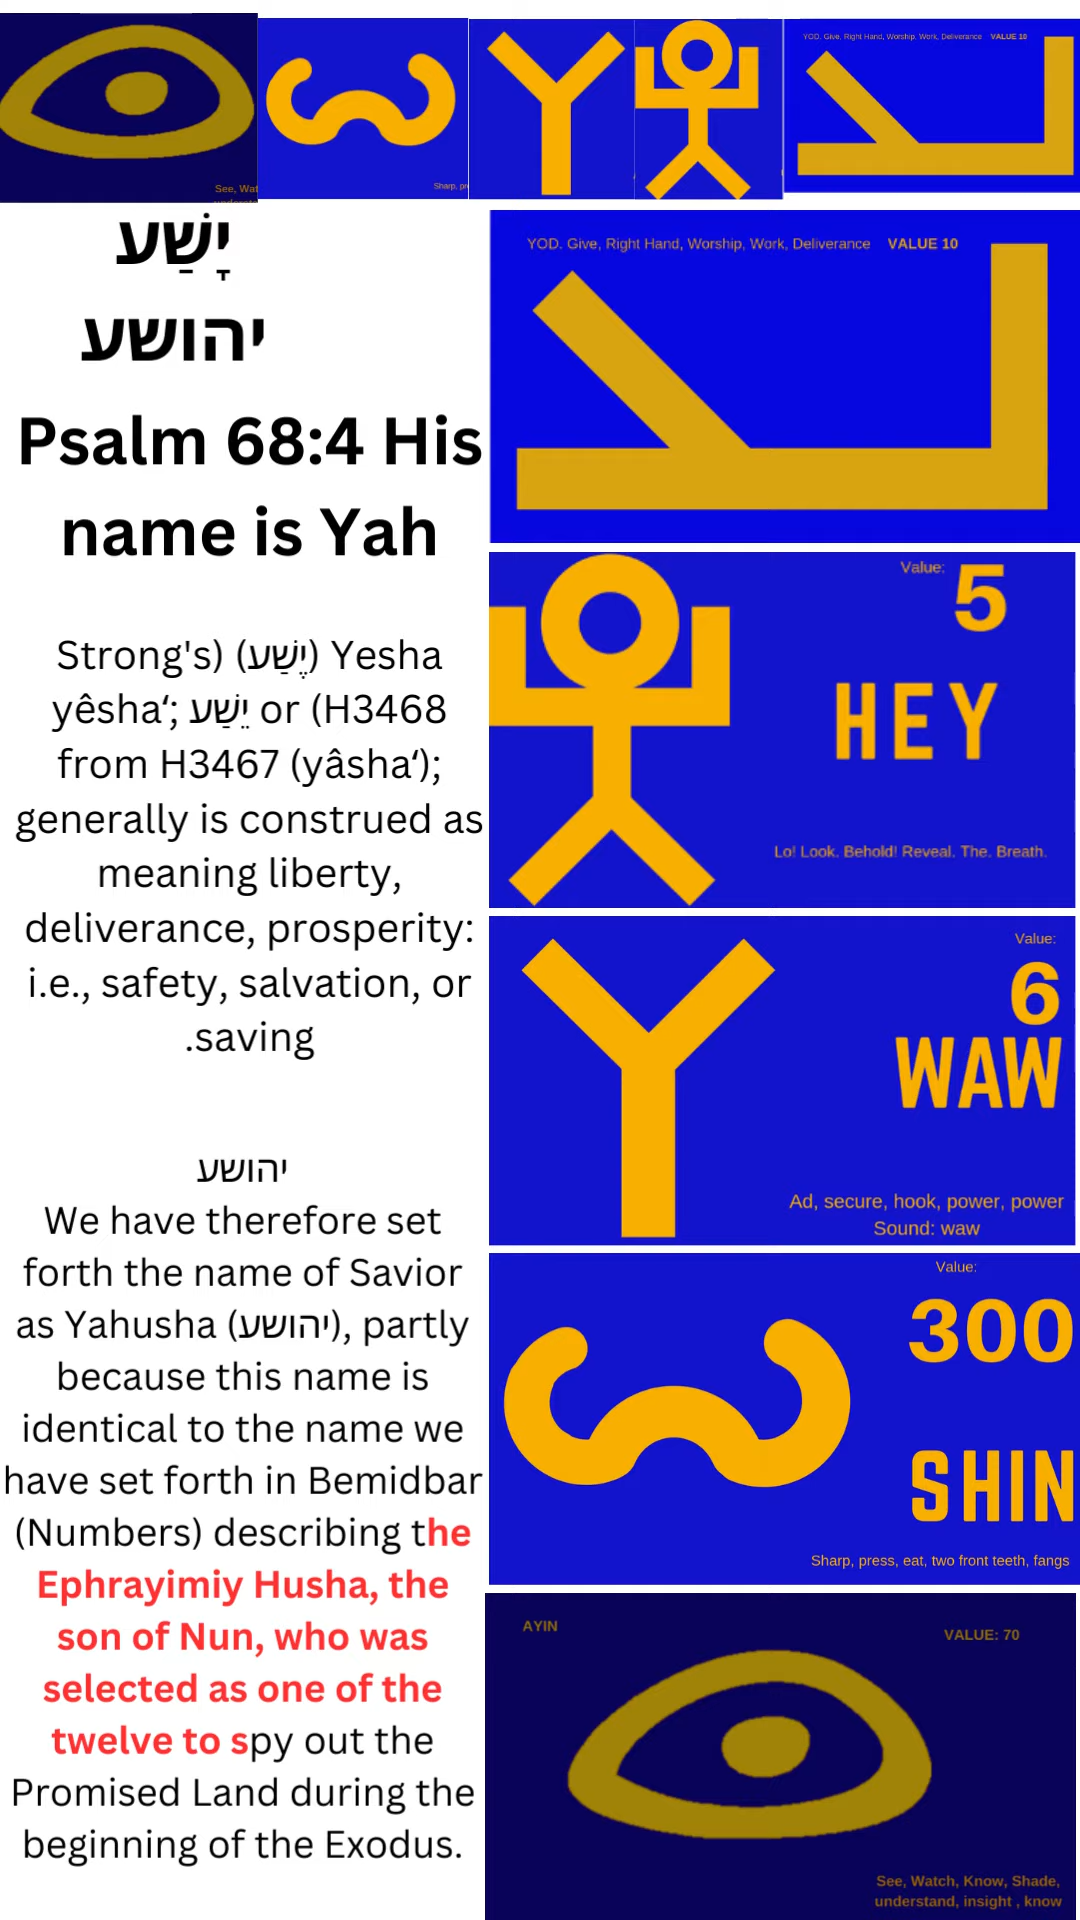 YOD. Give, Right Hand, Worship, Work, Deliverance VALUE 10
See, Wat
Sharp, pr
יָשַׁע
יהושע
Psalm 68:4 His
name is Yah
Strong's) (יֶשַׁע) Yesha
yêsha‘; יֵשַׁע or (H3468
from H3467 (yâsha‘);
generally is construed as
meaning liberty,
deliverance, prosperity:
i.e., safety, salvation, or
.saving
יהושע
We have therefore set
forth the name of Savior
as Yahusha (יהושע), partly
because this name is
identical to the name we
have set forth in Bemidbar
(Numbers) describing the
Ephrayimiy Husha, the
son of Nun, who was
selected as one of the
twelve to spy out the
Promised Land during the
beginning of the Exodus.
YOD. Give, Right Hand, Worship, Work, Deliverance VALUE 10
Value: 5
HEY
Lo! Look. Behold! Reveal. The. Breath.
Value:
6
WAW
Ad, secure, hook, power, power
Sound: waw
Value:
300
SHIN
Sharp, press, eat, two front teeth, fangs
AYIN
VALUE: 70
See, Watch, Know, Shade,
understand, insight , know